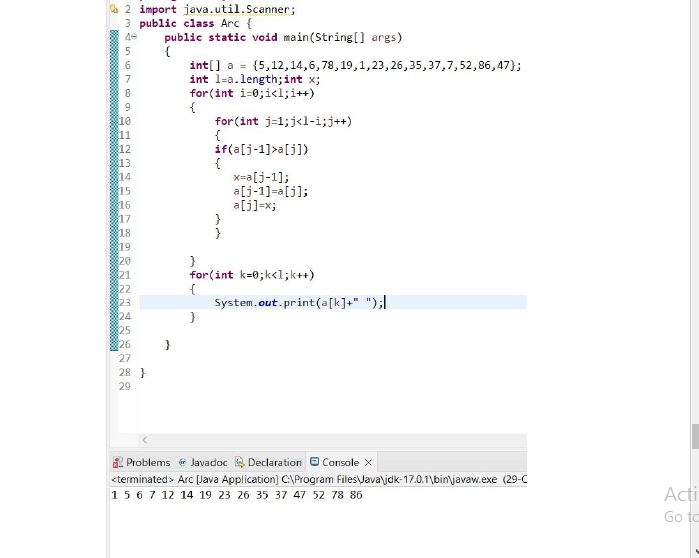 2 import java.util.Scanner;
3 public class Arc {
4 public static void main(String[] args)
5 {
6 int[] a = {5,12,14,6,78,19,1,23,26,35,37,7,52,86,47};
7 int l=a.length;int x;
8 for(int i=0;i<l;i++)
9 {
10 for(int j=1;j<l-i;j++)
11 {
12 if(a[j-1]>a[j])
13 {
14 x=a[j-1];
15 a[j-1]=a[j];
16 a[j]=x;
17 }
18 }
19
20 }
21 for(int k=0;k<l;k++)
22 {
23 System.out.print(a[k]+" ");
24 }
25
26 }
27
28 }
29
Problems Javadoc Declaration Console
<terminated> Arc [Java Application] C:\Program Files\Java\jdk-17.0.1\bin\javaw.exe (29-
1 5 6 7 12 14 19 23 26 35 37 47 52 78 86
Acti
Go to